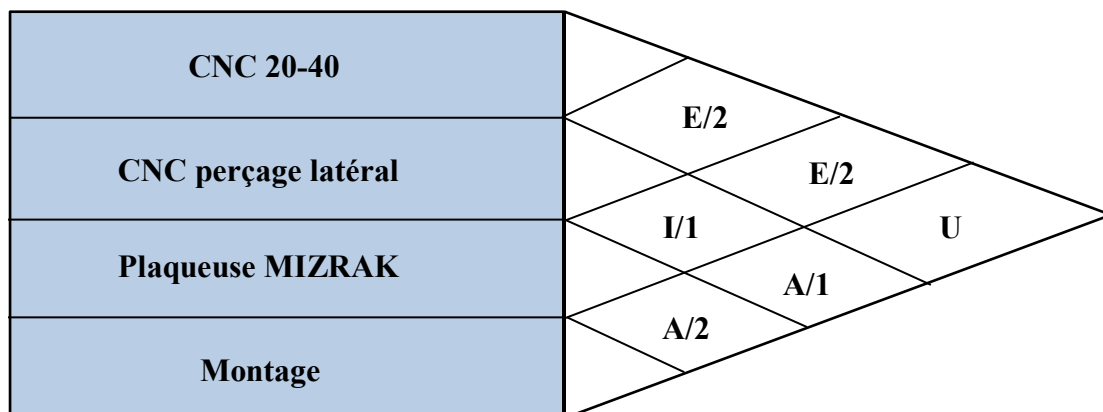 CNC 20-40
E/2
CNC perçage latéral
E/2
I/1
U
Plaqueuse MIZRAK
A/1
A/2
Montage